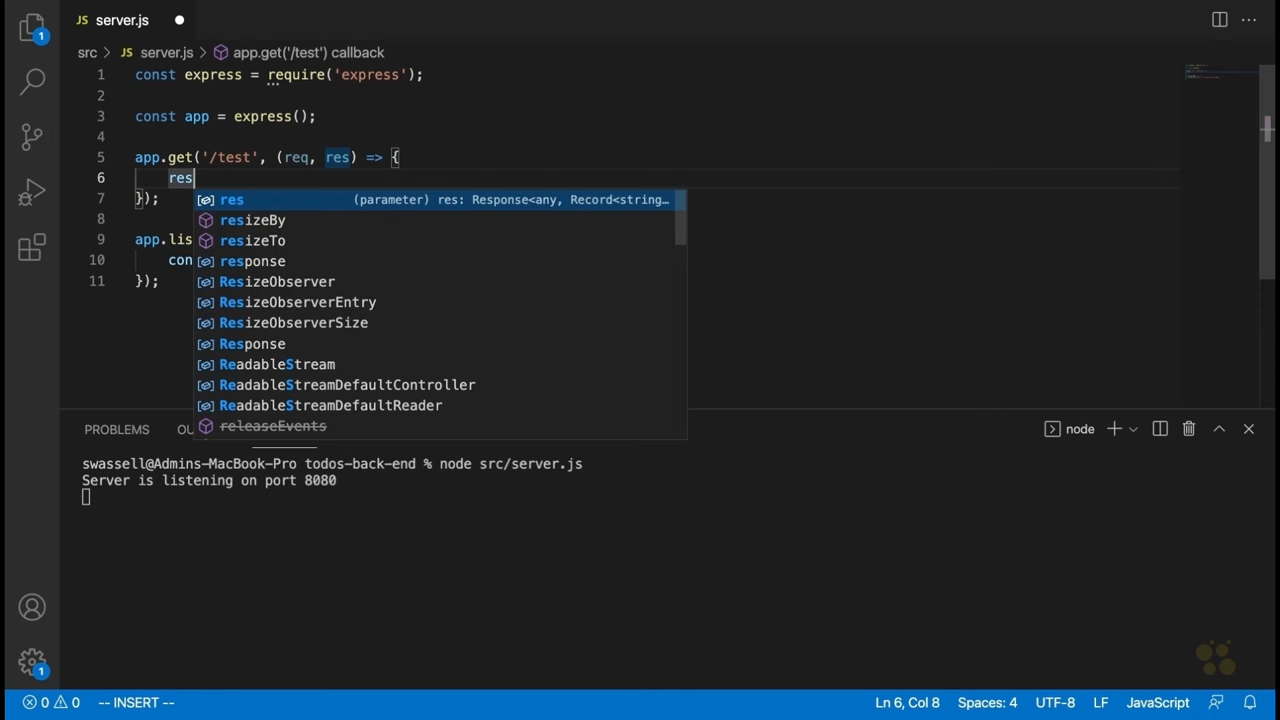 JS server.js
1
src > JS server.js > app.get('/test') callback
1 const express = require('express');
2
3 const app = express();
4
5 app.get('/test', (req, res) => {
6 res
7 });
res (parameter) res: Response<any, Record<string…
8
resizeBy
9 app.lis
resizeTo
10 con
response
11 });
ResizeObserver
ResizeObserverEntry
ResizeObserverSize
Response
ReadableStream
ReadableStreamDefaultController
ReadableStreamDefaultReader
releaseEvents
PROBLEMS OU
node
swassell@Admins-MacBook-Pro todos-back-end % node src/server.js
Server is listening on port 8080
1
0 0 -- INSERT -- Ln 6, Col 8 Spaces: 4 UTF-8 LF JavaScript